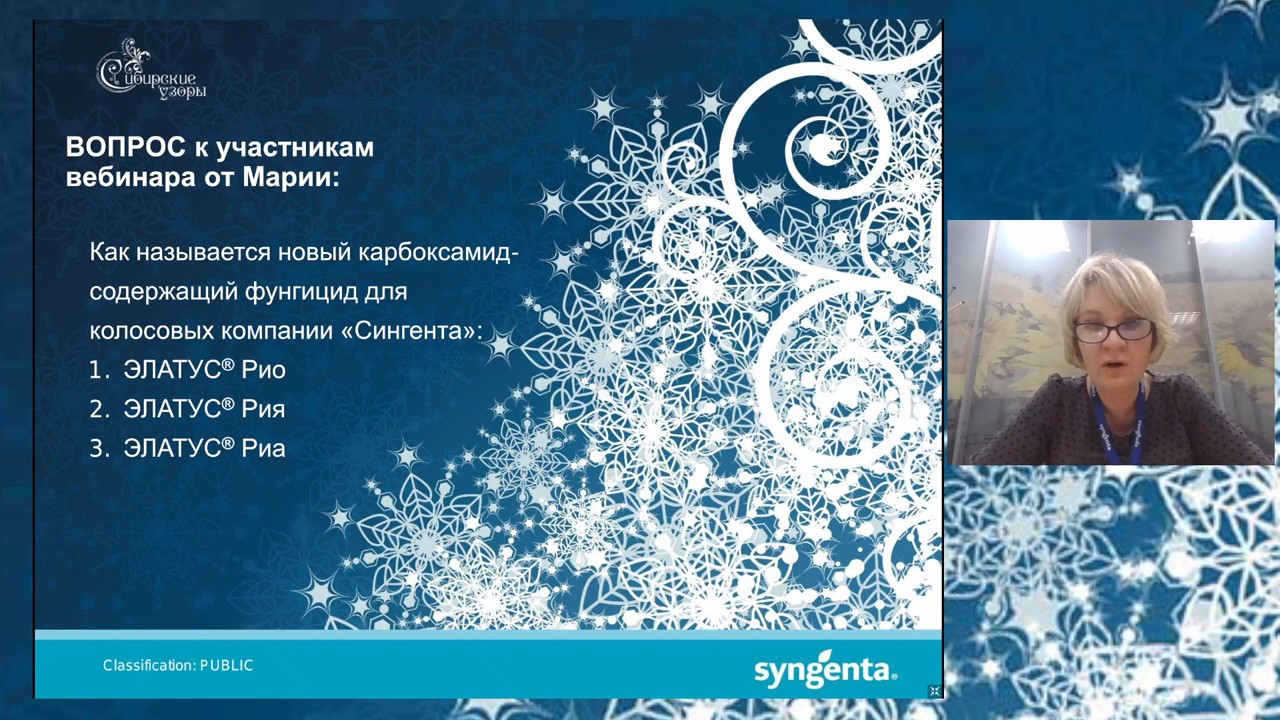 Сибирские
узоры
ВОПРОС к участникам
вебинара от Марии:
Как называется новый карбоксамид-
содержащий фунгицид для
колосовых компании «Сингента»:
1. ЭЛАТУС® Рио
2. ЭЛАТУС® Рия
3. ЭЛАТУС® Риа
Classification: PUBLIC
syngenta®